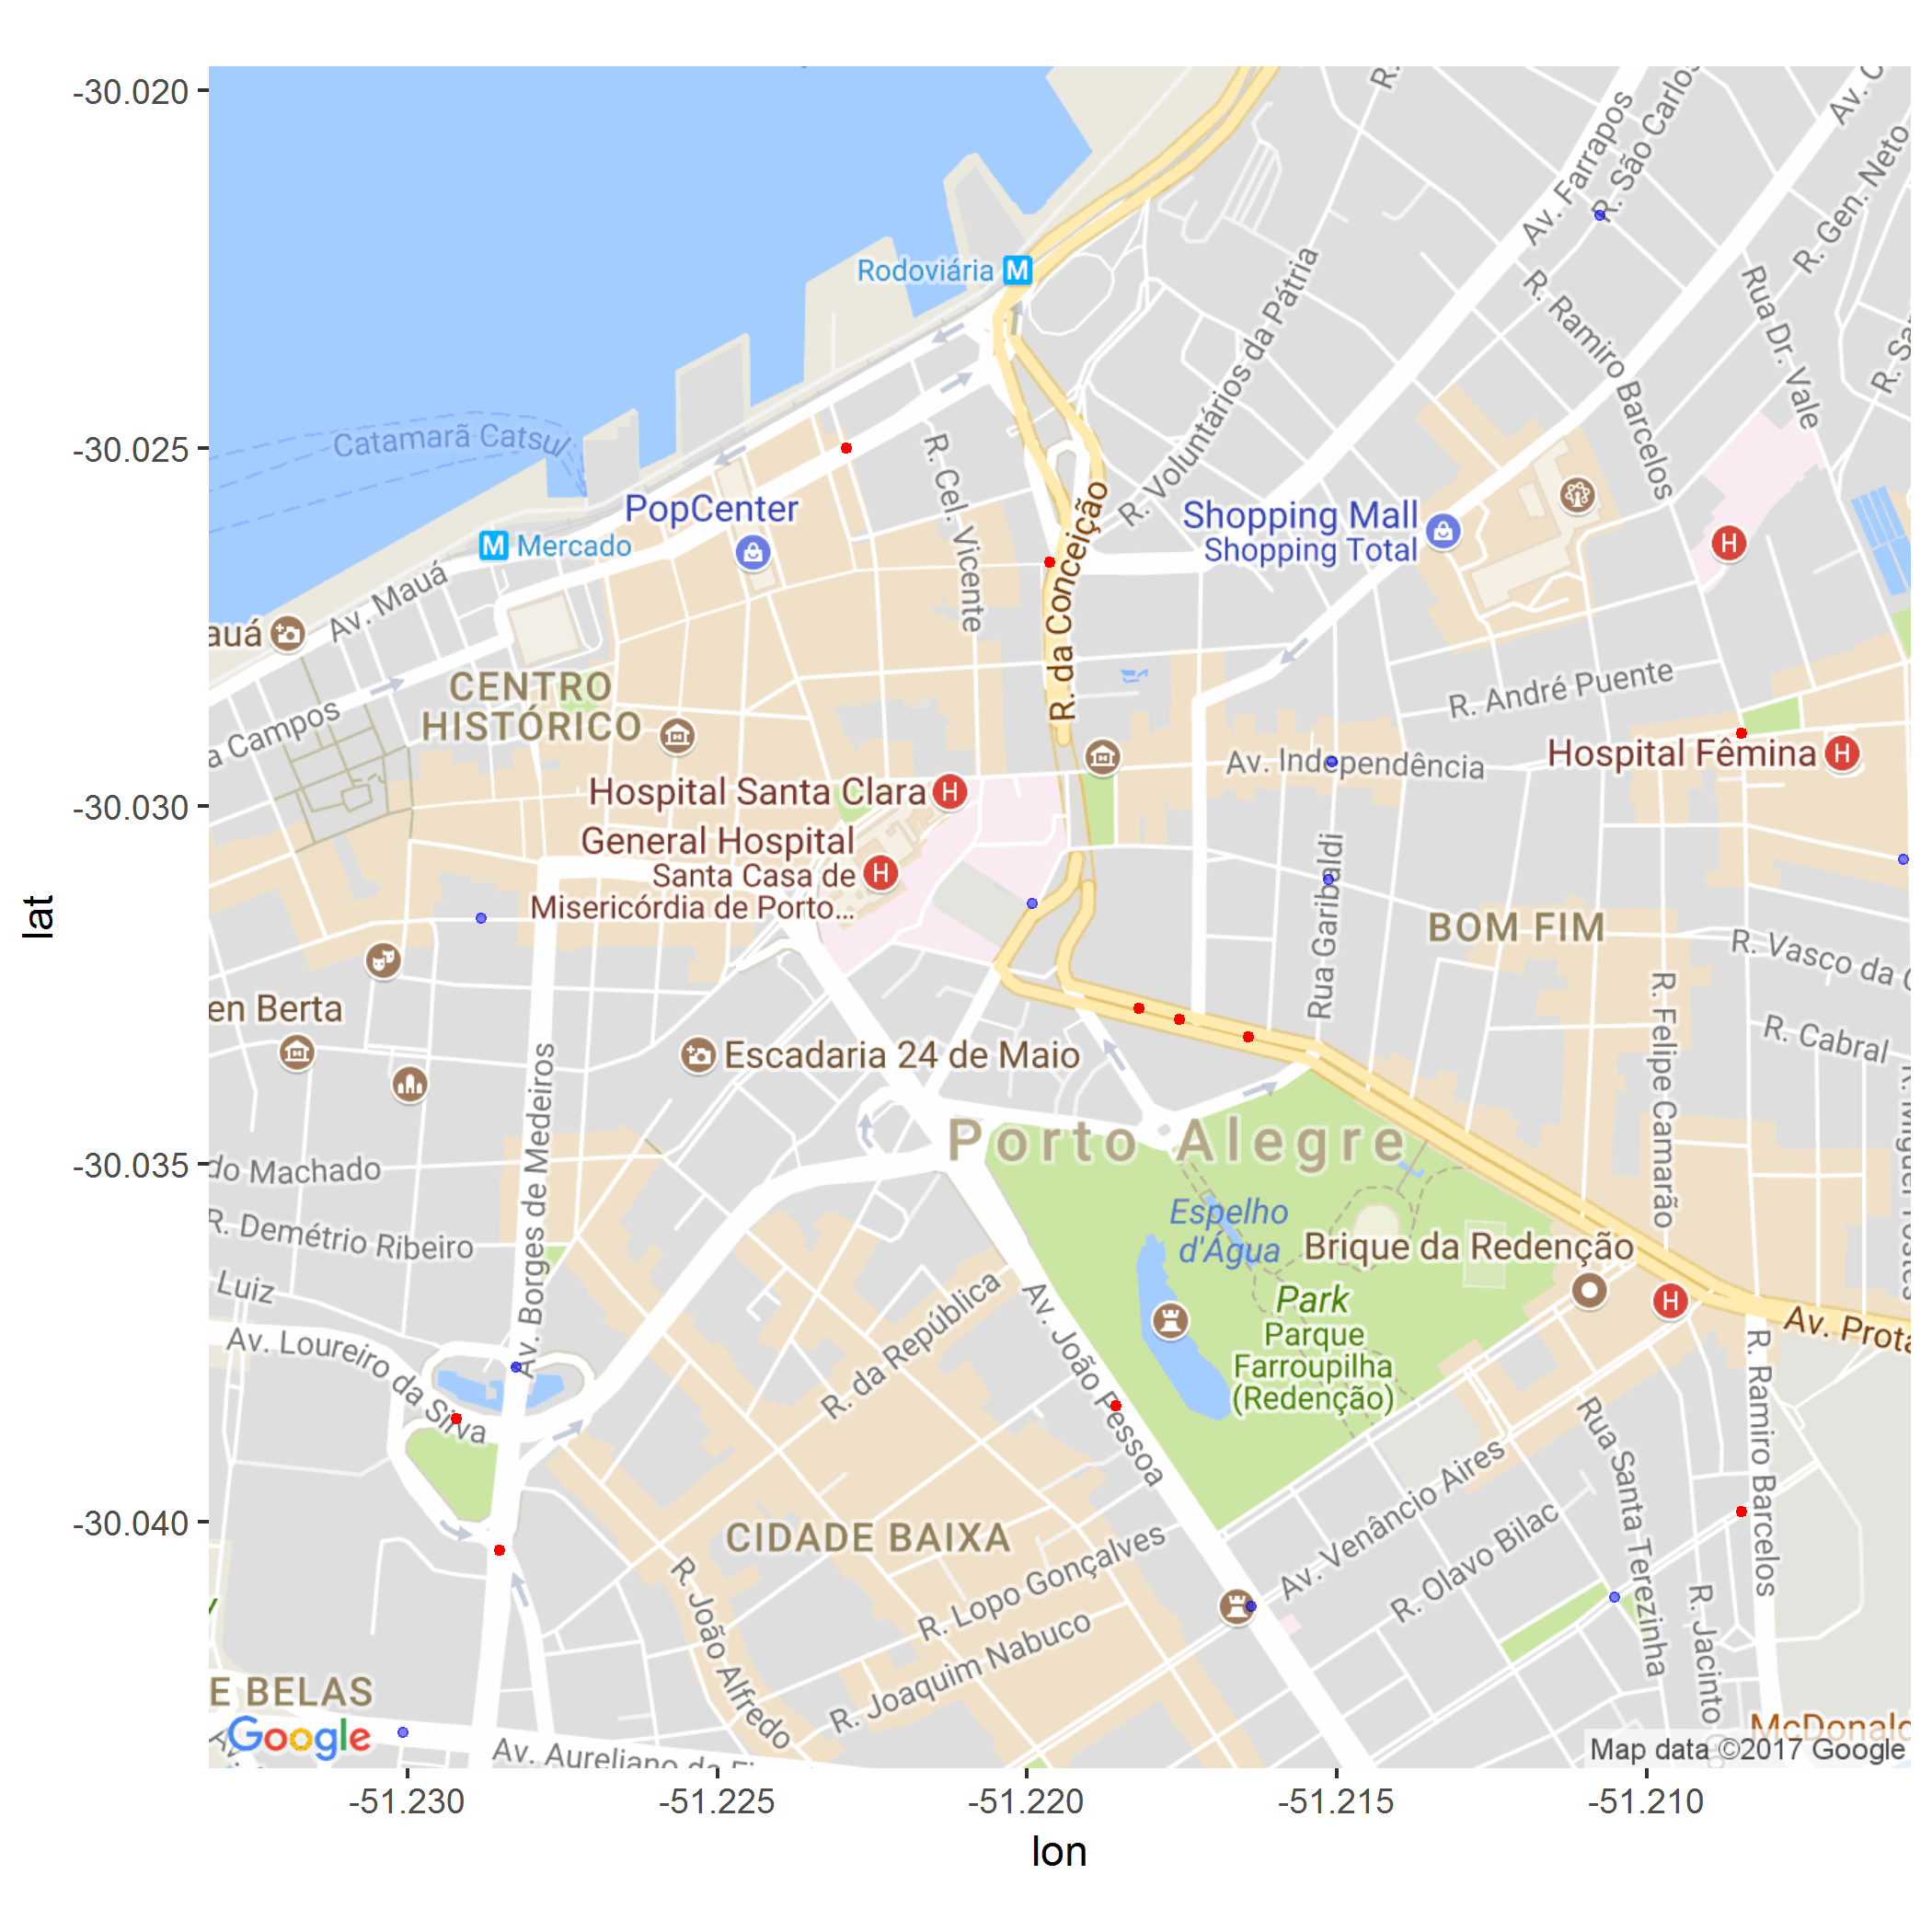 -30.020
-30.025
-30.030
-30.035
-30.040
lat
-51.230
-51.225
-51.220
-51.215
-51.210
lon
R.
Av. Farrapos
R. São Carlos
Av. C
R. Gen. Neto
Rodoviária M
R. Voluntários da Pátria
R. Ramiro Barcelos
Rua Dr. Vale
R. Sa
Catamarã Catsul
R. Cel. Vicente
PopCenter
M Mercado
Shopping Mall
Shopping Total
H
R. da Conceição
Av. Mauá
auá
CENTRO
HISTÓRICO
a Campos
R. André Puente
Av. Independência
Hospital Fêmina H
Hospital Santa Clara H
General Hospital
Santa Casa de H
Misericórdia de Porto...
Rua Garibaldi
BOM FIM
R. Vasco da C
R. Felipe Camarão
R. Cabral
en Berta
Escadaria 24 de Maio
Av. Borges de Medeiros
Porto Alegre
do Machado
R. Demétrio Ribeiro
Espelho
d'Água
Brique da Redenção
H
Luiz
Av. Loureiro da Silva
R. da República
Av. João Pessoa
Park
Parque
Farroupilha
(Redenção)
Av. Prota
R. Ramiro Barcelos
Rua Santa Terezinha
Av. Venâncio Aires
R. Olavo Bilac
CIDADE BAIXA
R. Lopo Gonçalves
R. Joaquim Nabuco
R. João Alfredo
R. Jacinto
E BELAS
Google
McDonald
Map data ©2017 Google